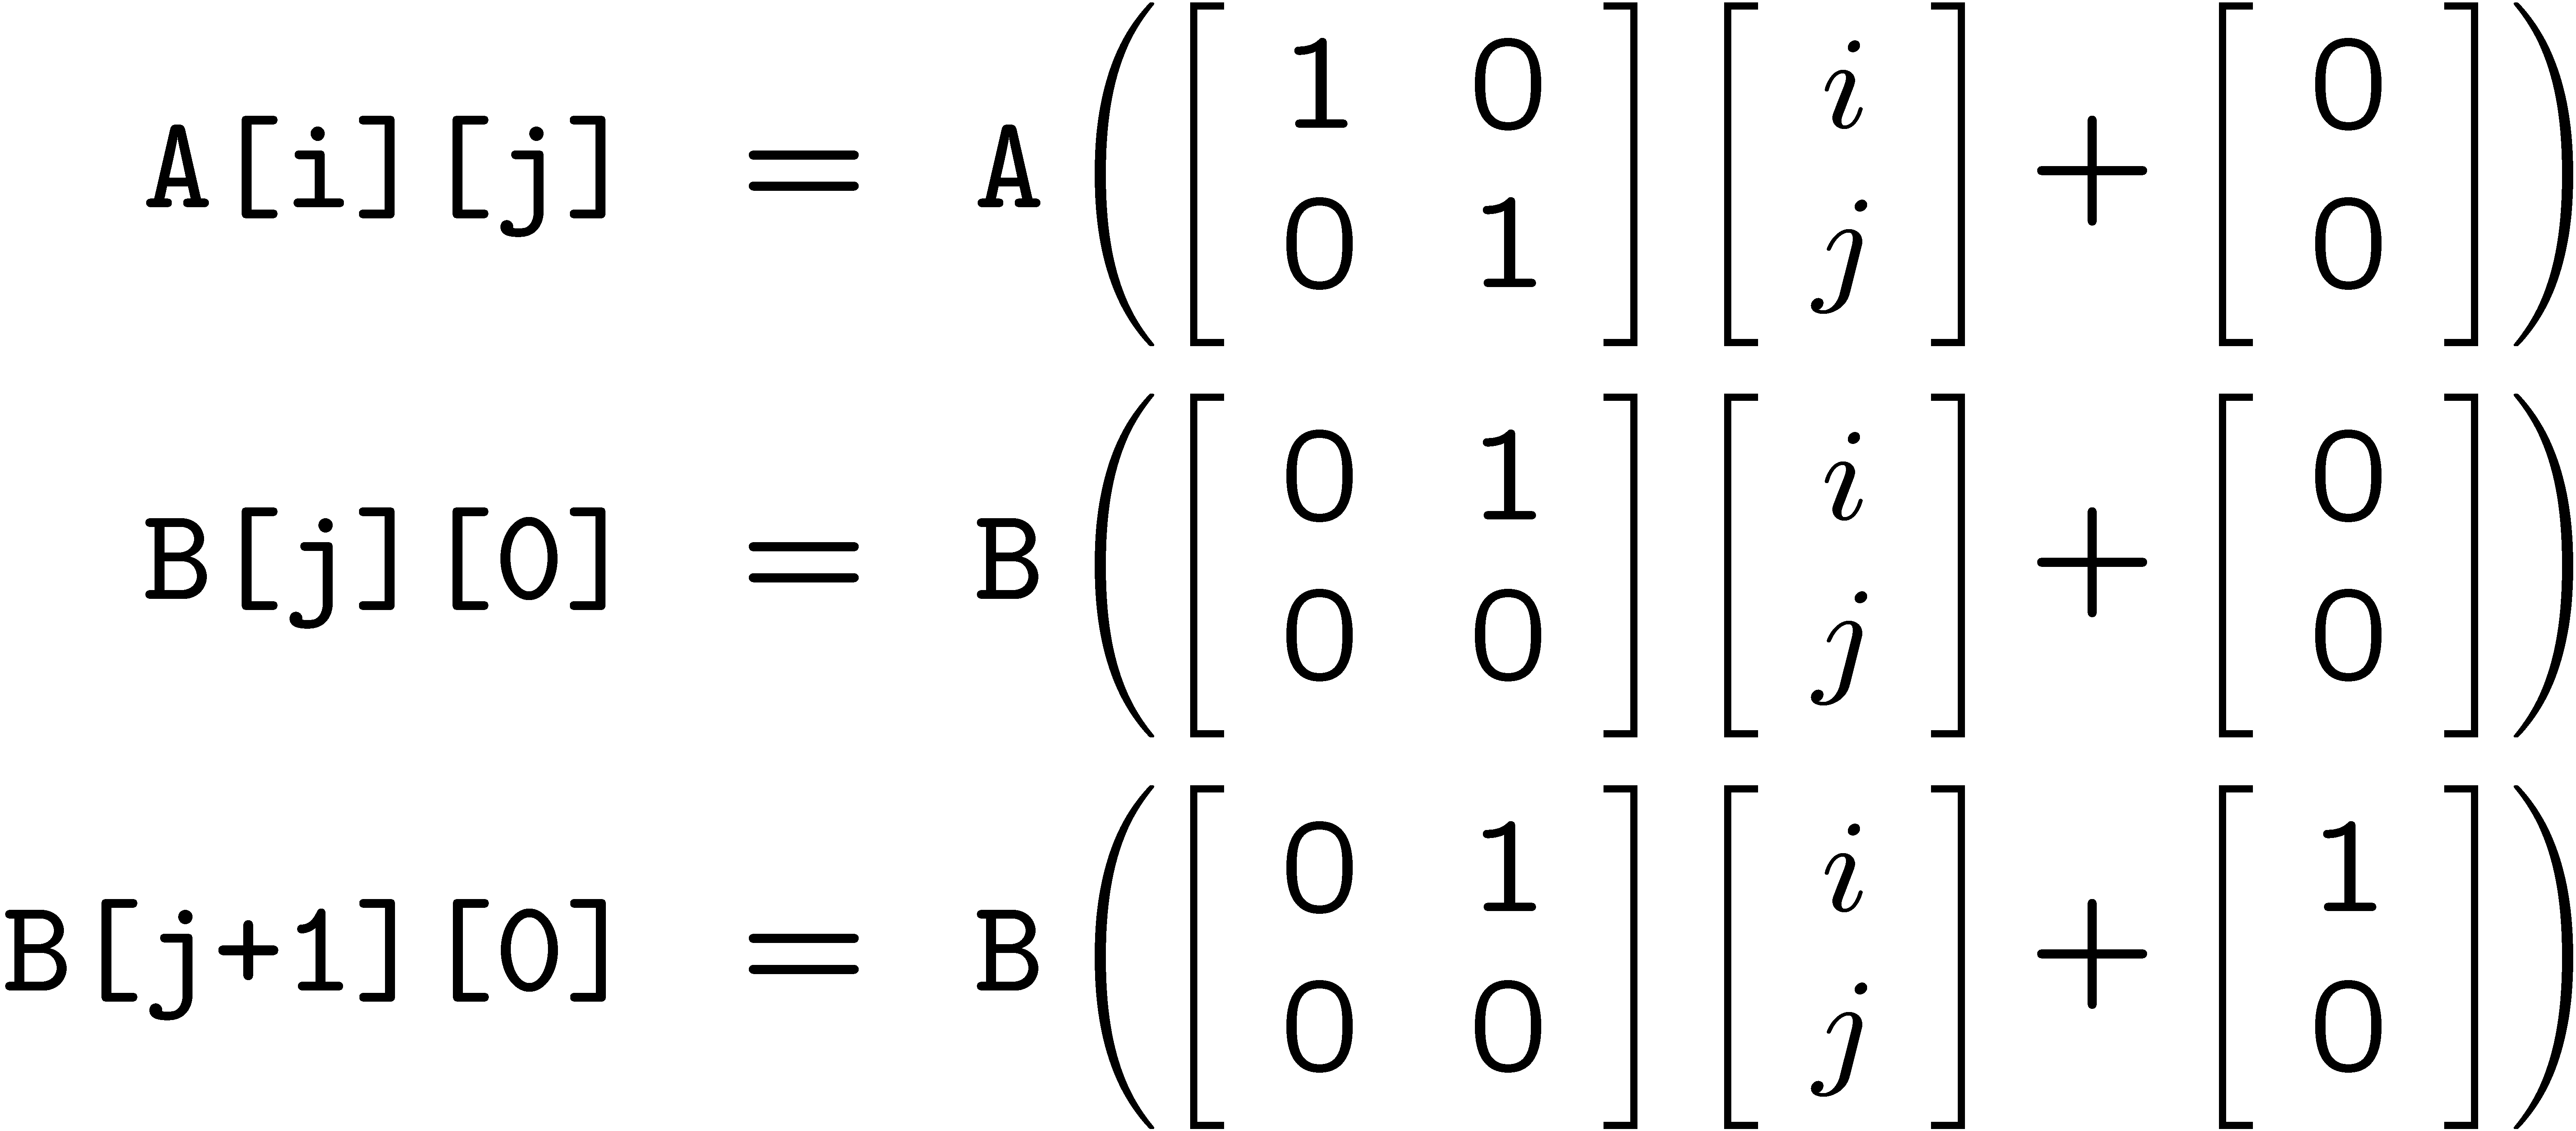 A[i][j] = A ( [ 1 0 ; 0 1 ] [ i ; j ] + [ 0 ; 0 ] )
B[j][0] = B ( [ 0 1 ; 0 0 ] [ i ; j ] + [ 0 ; 0 ] )
B[j+1][0] = B ( [ 0 1 ; 0 0 ] [ i ; j ] + [ 1 ; 0 ] )